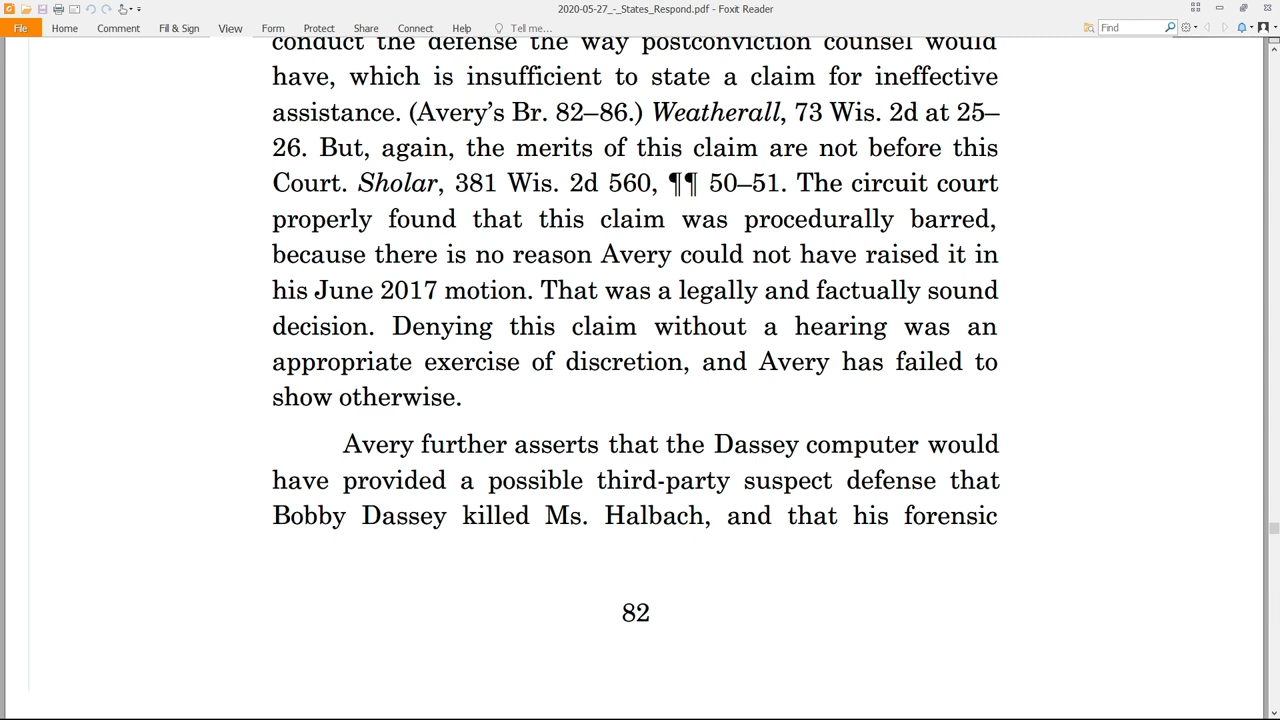 2020-05-27_-_States_Respond.pdf - Foxit Reader
File Home Comment Fill & Sign View Form Protect Share Connect Help Tell me... Find
conduct the defense the way postconviction counsel would
have, which is insufficient to state a claim for ineffective
assistance. (Avery’s Br. 82–86.) Weatherall, 73 Wis. 2d at 25–
26. But, again, the merits of this claim are not before this
Court. Sholar, 381 Wis. 2d 560, ¶¶ 50–51. The circuit court
properly found that this claim was procedurally barred,
because there is no reason Avery could not have raised it in
his June 2017 motion. That was a legally and factually sound
decision. Denying this claim without a hearing was an
appropriate exercise of discretion, and Avery has failed to
show otherwise.
Avery further asserts that the Dassey computer would
have provided a possible third-party suspect defense that
Bobby Dassey killed Ms. Halbach, and that his forensic
82